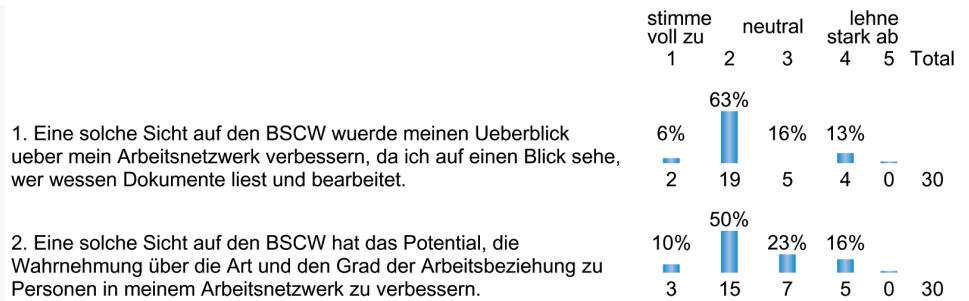 stimme voll zu neutral lehne stark ab
1 2 3 4 5 Total
63%
1. Eine solche Sicht auf den BSCW wuerde meinen Ueberblick 6% 16% 13%
ueber mein Arbeitsnetzwerk verbessern, da ich auf einen Blick sehe,
wer wessen Dokumente liest und bearbeitet. 2 19 5 4 0 30
50%
2. Eine solche Sicht auf den BSCW hat das Potential, die 10% 23% 16%
Wahrnehmung über die Art und den Grad der Arbeitsbeziehung zu
Personen in meinem Arbeitsnetzwerk zu verbessern. 3 15 7 5 0 30